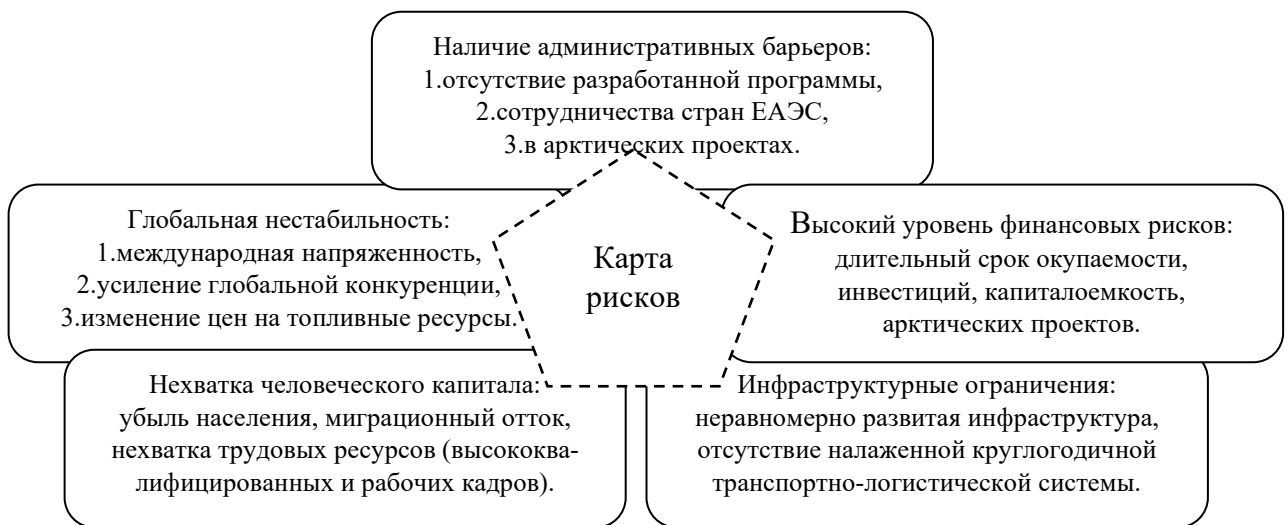 Наличие административных барьеров:
1.отсутствие разработанной программы,
2.сотрудничества стран ЕАЭС,
3.в арктических проектах.
Глобальная нестабильность:
1.международная напряженность,
2.усиление глобальной конкуренции,
3.изменение цен на топливные ресурсы.
Карта
рисков
Высокий уровень финансовых рисков:
длительный срок окупаемости,
инвестиций, капиталоемкость,
арктических проектов.
Нехватка человеческого капитала:
убыль населения, миграционный отток,
нехватка трудовых ресурсов (высококва-
лифицированных и рабочих кадров).
Инфраструктурные ограничения:
неравномерно развитая инфраструктура,
отсутствие налаженной круглогодичной
транспортно-логистической системы.